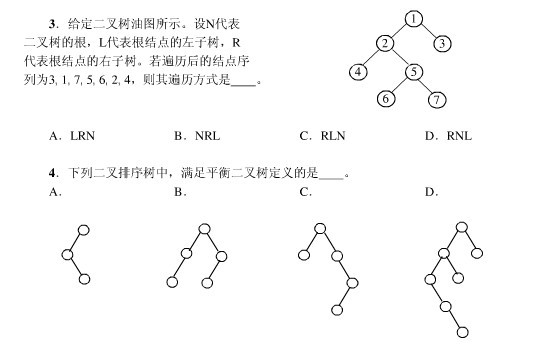 3．给定二叉树油图所示。设N代表
二叉树的根，L代表根结点的左子树，R
代表根结点的右子树。若遍历后的结点序
列为3, 1, 7, 5, 6, 2, 4，则其遍历方式是____。
1
2
3
4
5
6
7
A．LRN B．NRL C．RLN D．RNL
4．下列二叉排序树中，满足平衡二叉树定义的是____。
A． B． C． D．